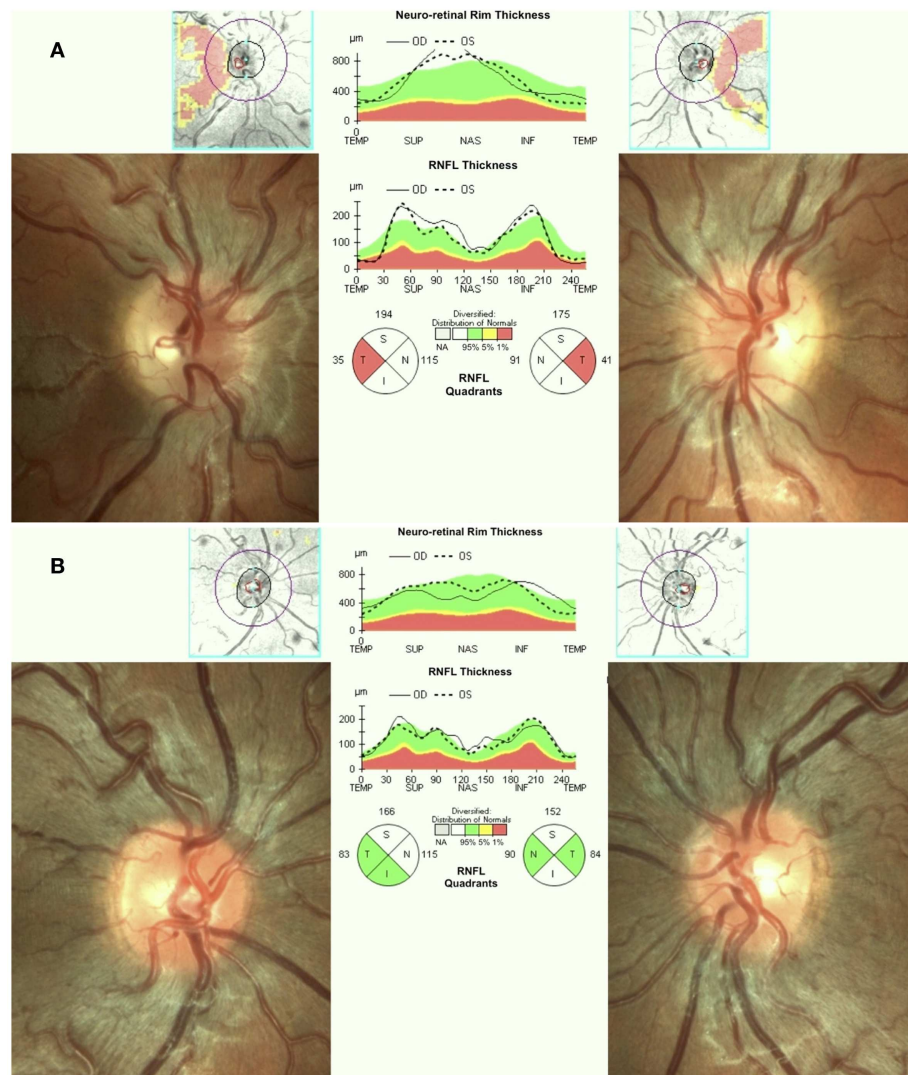 A
Neuro-retinal Rim Thickness
µm
OD OS
800
400
0
0
TEMP SUP NAS INF TEMP
RNFL Thickness
µm
OD OS
200
100
0
0 30 60 90 120 150 180 210 240
TEMP SUP NAS INF TEMP
Diversified:
Distribution of Normals
NA 95% 5% 1%
194
S
35 T N 115
I
RNFL
Quadrants
175
S
91 N T 41
I
B
Neuro-retinal Rim Thickness
µm
OD OS
800
400
0
0
TEMP SUP NAS INF TEMP
RNFL Thickness
µm
OD OS
200
100
0
0 30 60 90 120 150 180 210 240
TEMP SUP NAS INF TEMP
Diversified:
Distribution of Normals
NA 95% 5% 1%
166
S
83 T N 115
I
RNFL
Quadrants
152
S
90 N T 84
I